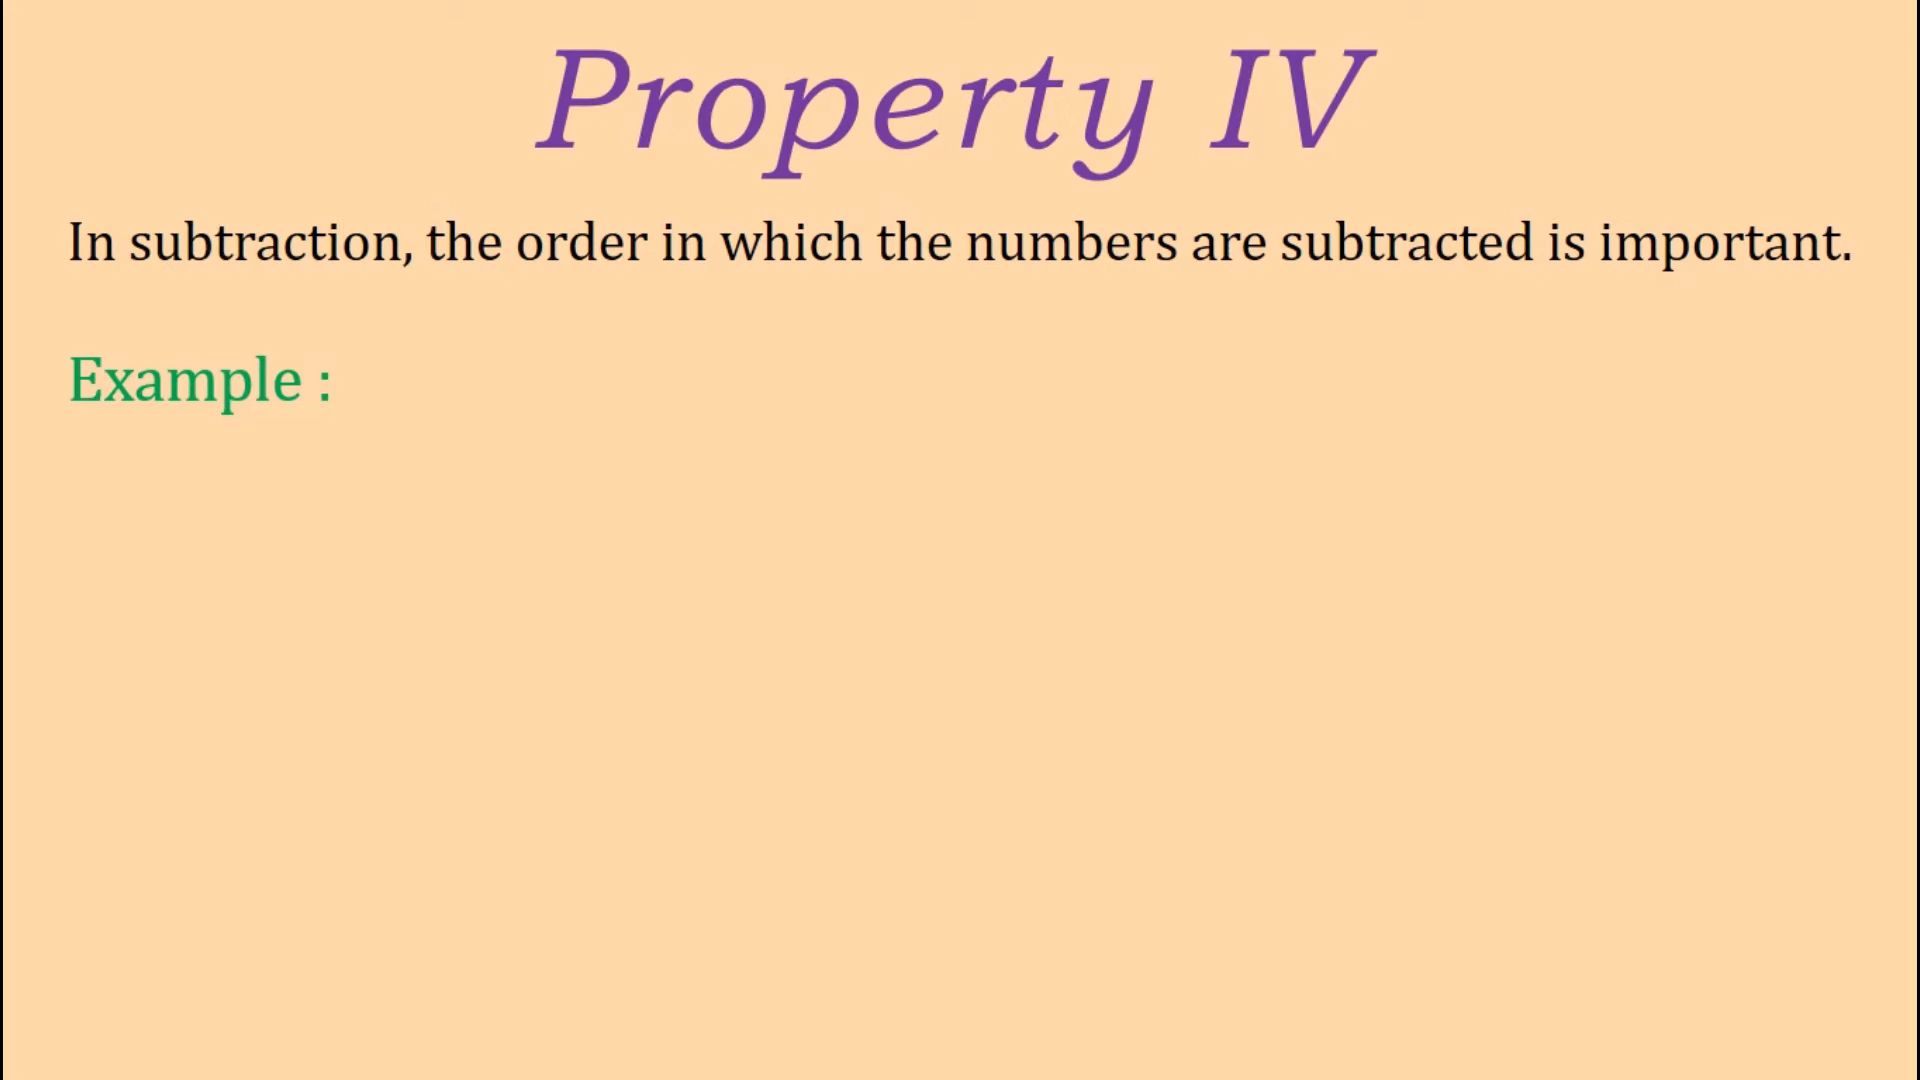 Property IV
In subtraction, the order in which the numbers are subtracted is important.
Example :